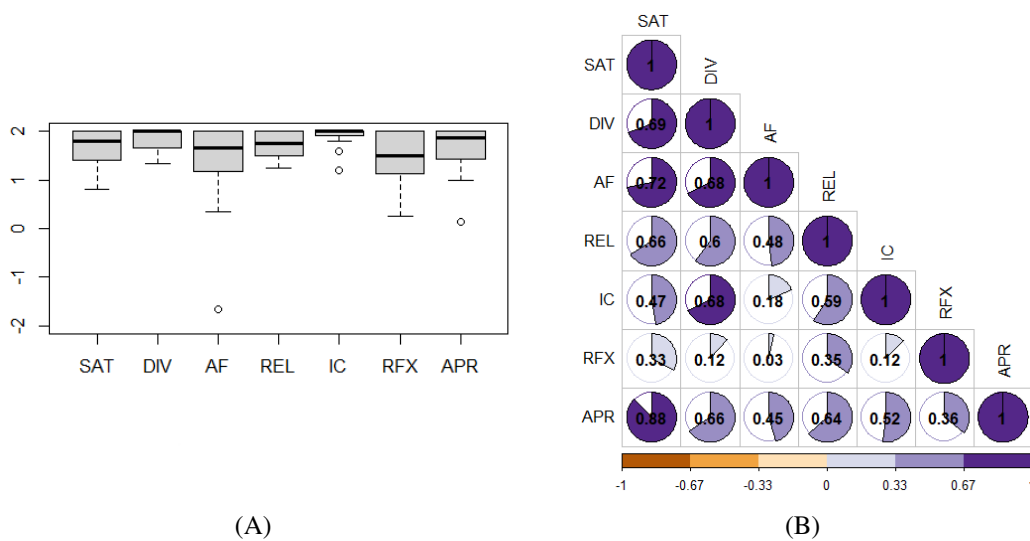 2
1
0
-1
-2
SAT DIV AF REL IC RFX APR
(A)
SAT
SAT 1 DIV
DIV 0.69 1 AF
AF 0.72 0.68 1 REL
REL 0.66 0.6 0.48 1 IC
IC 0.47 0.68 0.18 0.59 1 RFX
RFX 0.33 0.12 0.03 0.35 0.12 1 APR
APR 0.88 0.66 0.45 0.64 0.52 0.36 1
-1 -0.67 -0.33 0 0.33 0.67
(B)